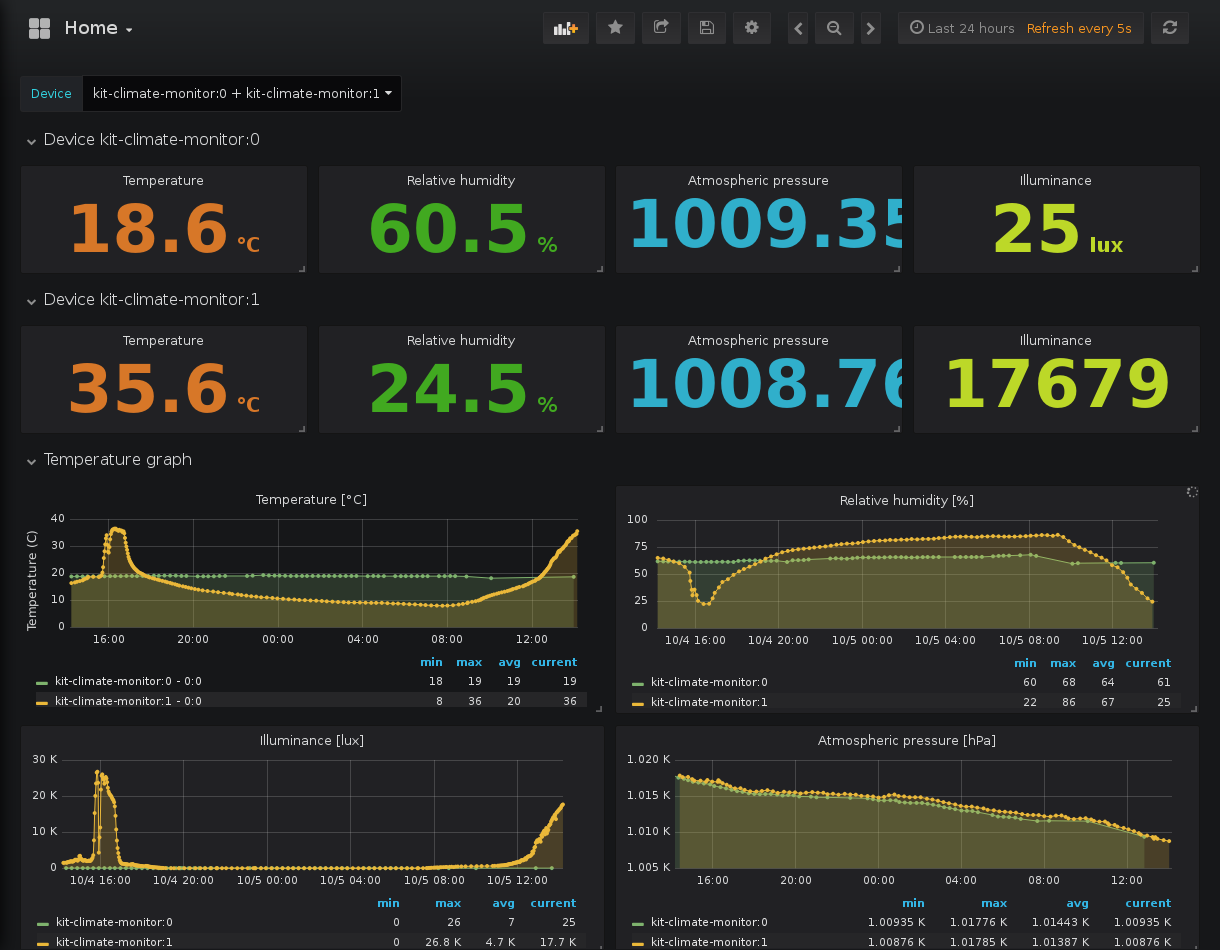 Home
Last 24 hours Refresh every 5s
Device kit-climate-monitor:0 + kit-climate-monitor:1
Device kit-climate-monitor:0
Temperature Relative humidity Atmospheric pressure Illuminance
18.6 °C 60.5 % 1009.35 25 lux
Device kit-climate-monitor:1
Temperature Relative humidity Atmospheric pressure Illuminance
35.6 °C 24.5 % 1008.76 17679
Temperature graph
Temperature [°C]
Temperature (C)
40
30
20
10
0
16:00 20:00 00:00 04:00 08:00 12:00
min max avg current
kit-climate-monitor:0 - 0:0 18 19 19 19
kit-climate-monitor:1 - 0:0 8 36 20 36
Relative humidity [%]
100
75
50
25
0
10/4 16:00 10/4 20:00 10/5 00:00 10/5 04:00 10/5 08:00 10/5 12:00
min max avg current
kit-climate-monitor:0 60 68 64 61
kit-climate-monitor:1 22 86 67 25
Illuminance [lux]
30 K
20 K
10 K
0
10/4 16:00 10/4 20:00 10/5 00:00 10/5 04:00 10/5 08:00 10/5 12:00
min max avg current
kit-climate-monitor:0 0 26 7 25
kit-climate-monitor:1 0 26.8 K 4.7 K 17.7 K
Atmospheric pressure [hPa]
1.020 K
1.015 K
1.010 K
1.005 K
16:00 20:00 00:00 04:00 08:00 12:00
min max avg current
kit-climate-monitor:0 1.00935 K 1.01776 K 1.01443 K 1.00935 K
kit-climate-monitor:1 1.00876 K 1.01785 K 1.01387 K 1.00876 K